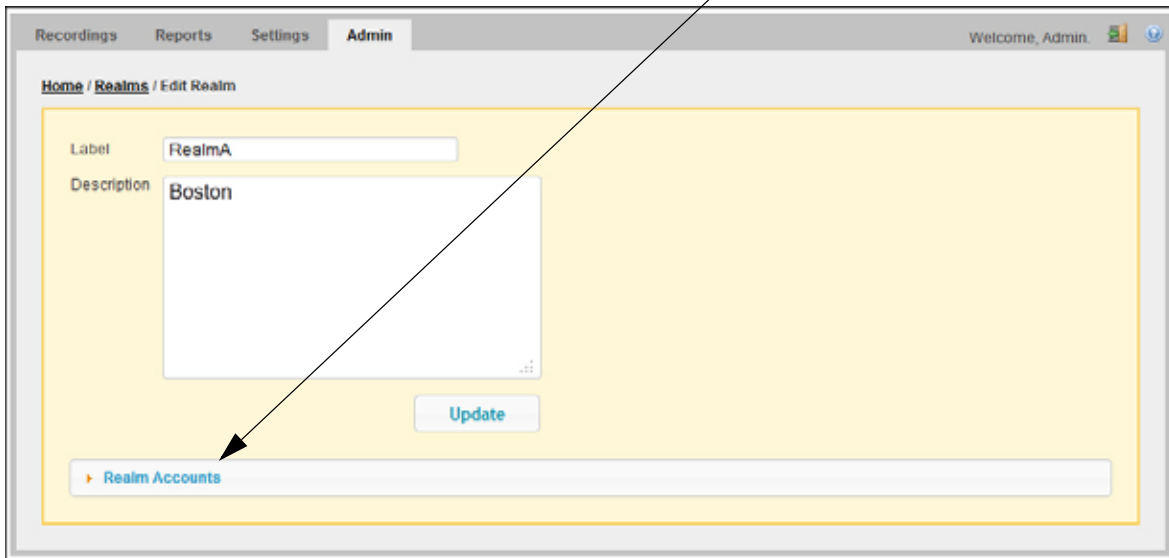 Recordings Reports Settings Admin Welcome, Admin.
Home / Realms / Edit Realm
Label RealmA
Description Boston
Update
Realm Accounts